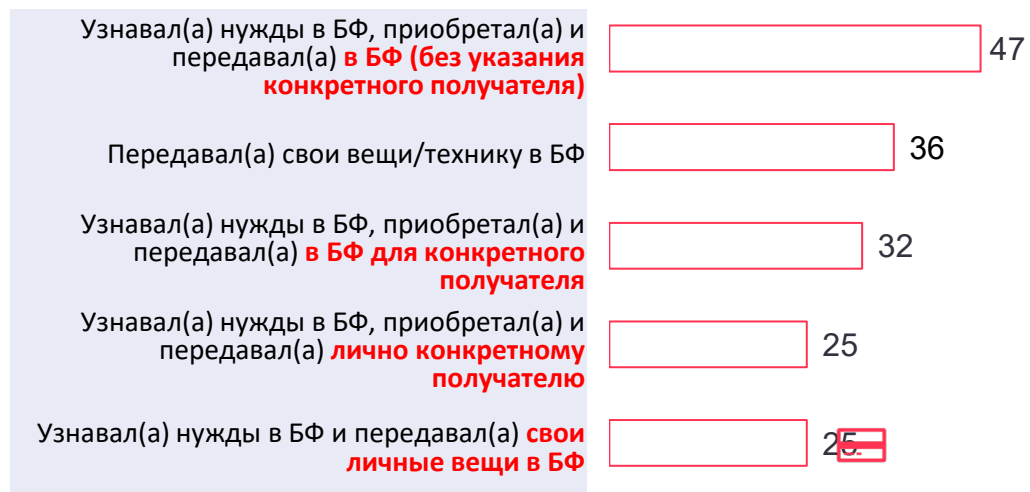 Узнавал(а) нужды в БФ, приобретал(а) и
передавал(а) в БФ (без указания
конкретного получателя)
47
Передавал(а) свои вещи/технику в БФ
36
Узнавал(а) нужды в БФ, приобретал(а) и
передавал(а) в БФ для конкретного
получателя
32
Узнавал(а) нужды в БФ, приобретал(а) и
передавал(а) лично конкретному
получателю
25
Узнавал(а) нужды в БФ и передавал(а) свои
личные вещи в БФ
25